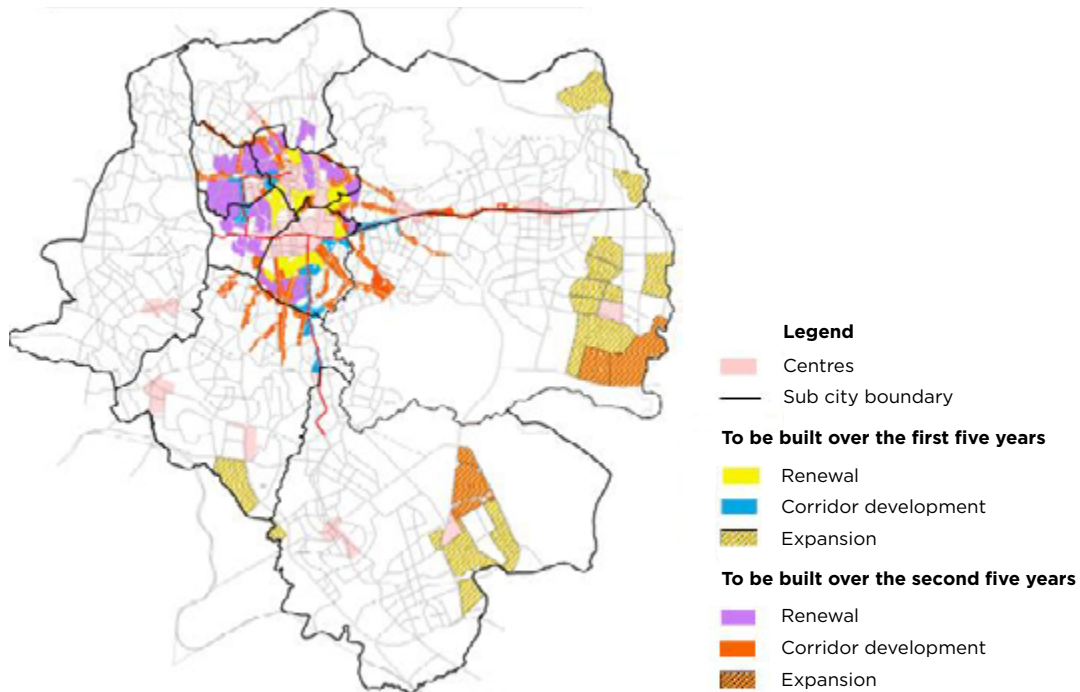 Legend
Centres
Sub city boundary
To be built over the first five years
Renewal
Corridor development
Expansion
To be built over the second five years
Renewal
Corridor development
Expansion